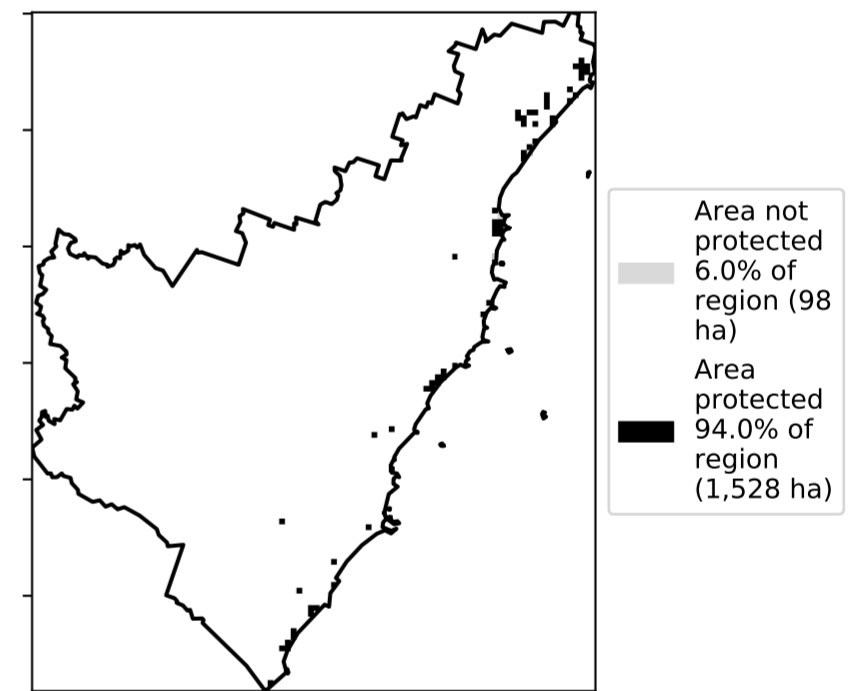 Area not
protected
6.0% of
region (98
ha)
Area
protected
94.0% of
region
(1,528 ha)